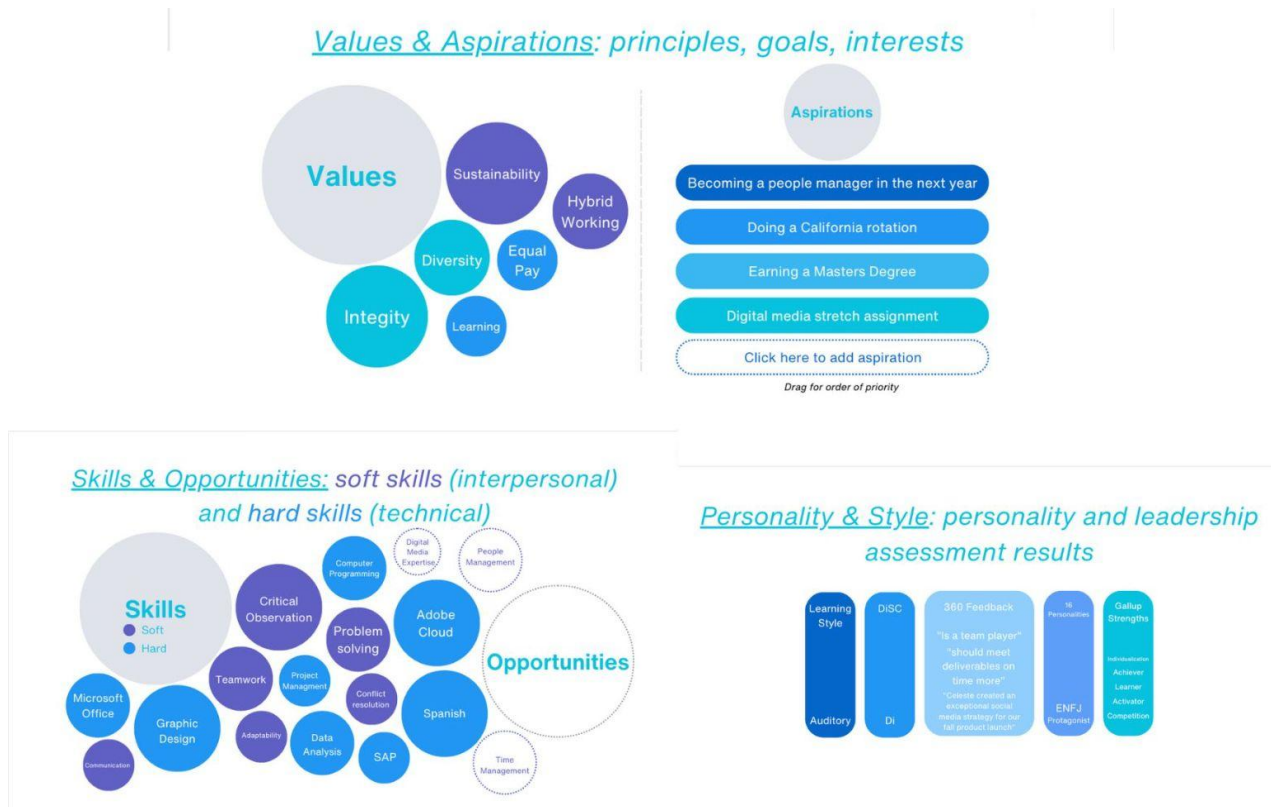 Values & Aspirations: principles, goals, interests
Values
Sustainability
Hybrid
Working
Diversity
Equal
Pay
Integity
Learning
Aspirations
Becoming a people manager in the next year
Doing a California rotation
Earning a Masters Degree
Digital media stretch assignment
Click here to add aspiration
Drag for order of priority
Skills & Opportunities: soft skills (interpersonal)
and hard skills (technical)
Skills
Soft
Hard
Critical
Observation
Computer
Programming
Digital
Media
Expertise
People
Management
Adobe
Cloud
Problem
solving
Opportunities
Teamwork
Project
Managment
Conflict
resolution
Spanish
Microsoft
Office
Graphic
Design
Adaptability
Data
Analysis
SAP
Time
Management
Communication
Personality & Style: personality and leadership
assessment results
Learning
Style
Auditory
DiSC
Di
360 Feedback
"Is a team player"
"should meet
deliverables on
time more"
"Celeste created an
exceptional social
media strategy for our
fall product launch"
16
Personalities
ENFJ
Protagonist
Gallup
Strengths
Individualization
Achiever
Learner
Activator
Competition